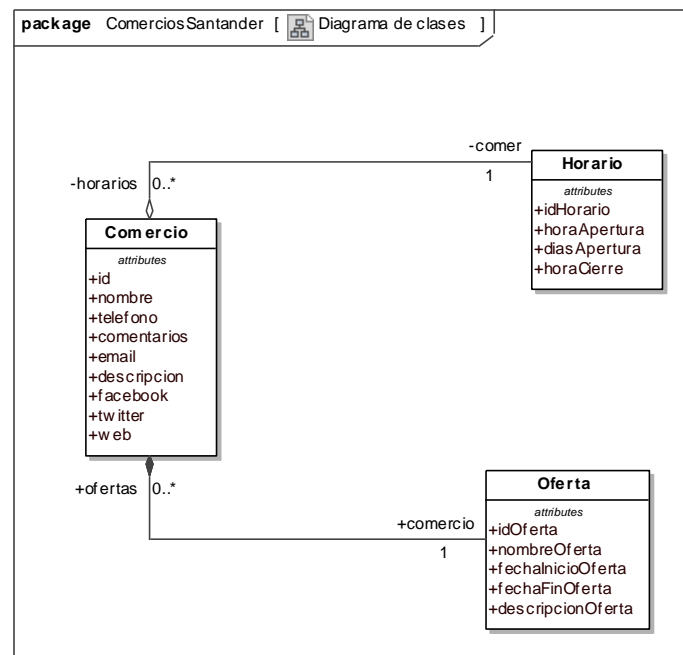 package ComerciosSantander [ Diagrama de clases ]
-comer
1
-horarios 0..*
Horario
attributes
+idHorario
+horaApertura
+diasApertura
+horaCierre
Comercio
attributes
+id
+nombre
+telefono
+comentarios
+email
+descripcion
+facebook
+twitter
+web
+ofertas 0..*
+comercio
1
Oferta
attributes
+idOferta
+nombreOferta
+fechaInicioOferta
+fechaFinOferta
+descripcionOferta